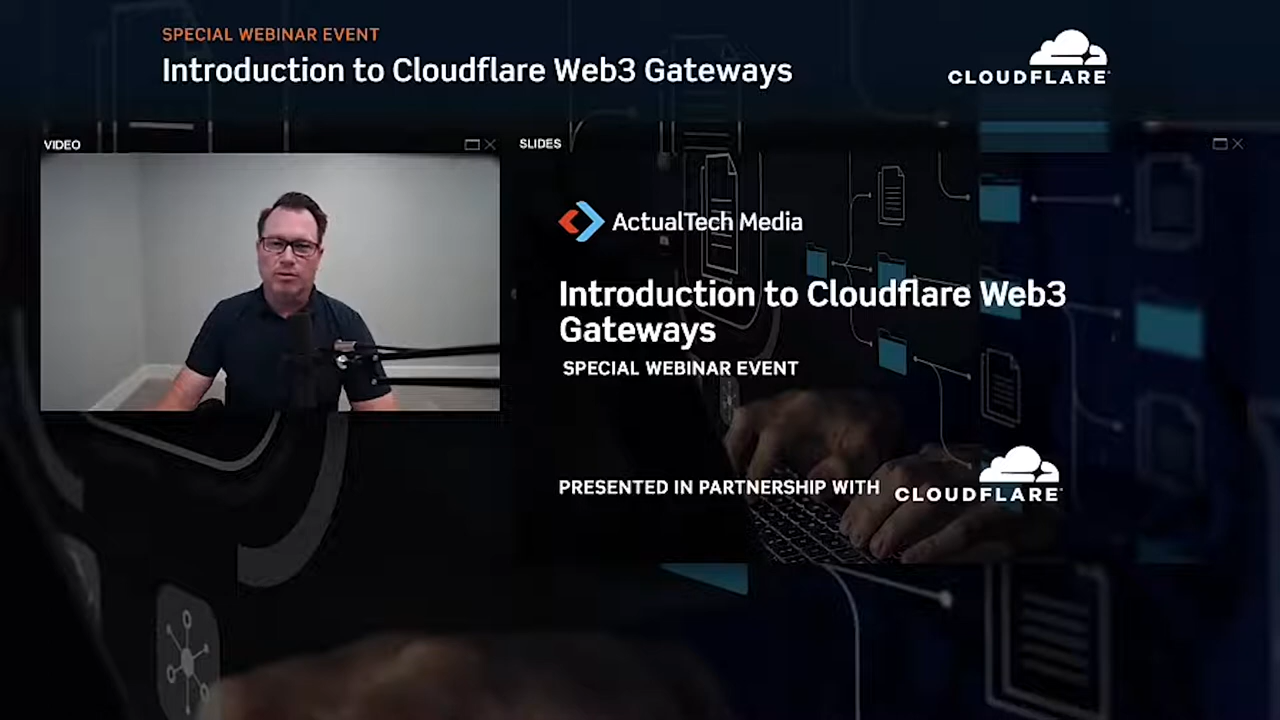 SPECIAL WEBINAR EVENT
Introduction to Cloudflare Web3 Gateways
CLOUDFLARE
VIDEO
SLIDES
ActualTech Media
Introduction to Cloudflare Web3
Gateways
SPECIAL WEBINAR EVENT
PRESENTED IN PARTNERSHIP WITH
CLOUDFLARE